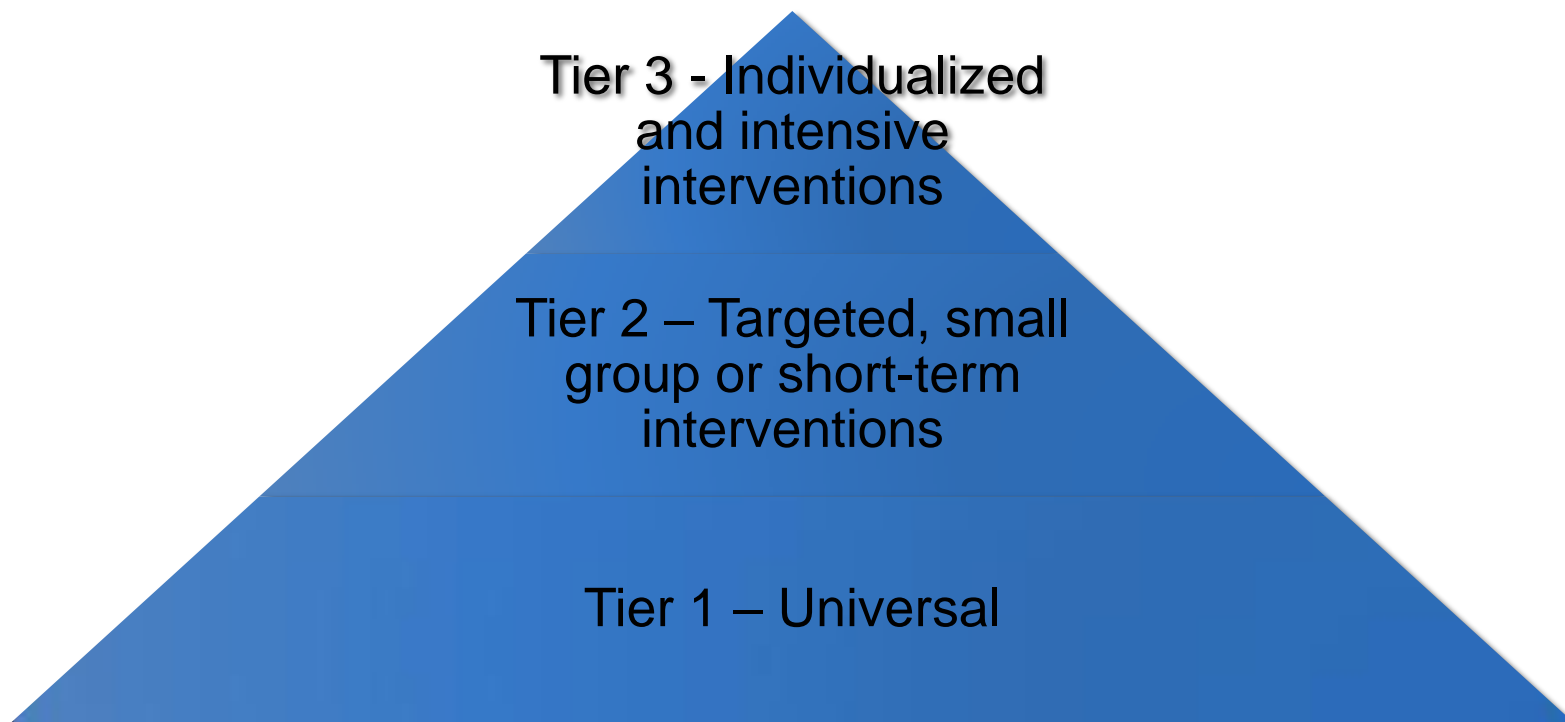 Tier 3 - Individualized
and intensive
interventions
Tier 2 – Targeted, small
group or short-term
interventions
Tier 1 – Universal